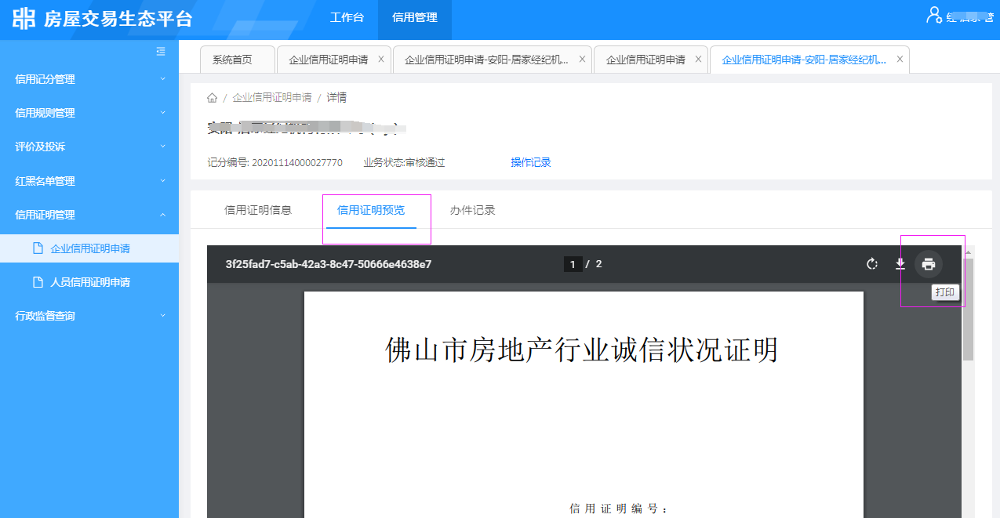 房屋交易生态平台
工作台
信用管理
系统首页
企业信用证明申请
企业信用证明申请-安阳-居家经纪机...
企业信用证明申请
企业信用证明申请-安阳-居家经纪机...
信用记分管理
信用规则管理
评价及投诉
红黑名单管理
信用证明管理
企业信用证明申请
人员信用证明申请
行政监督查询
/ 企业信用证明申请 / 详情
记分编号: 20201114000027770 业务状态:审核通过 操作记录
信用证明信息
信用证明预览
办件记录
3f25fad7-c5ab-42a3-8c47-50666e4638e7
1 / 2
打印
佛山市房地产行业诚信状况证明
信用证明编号：